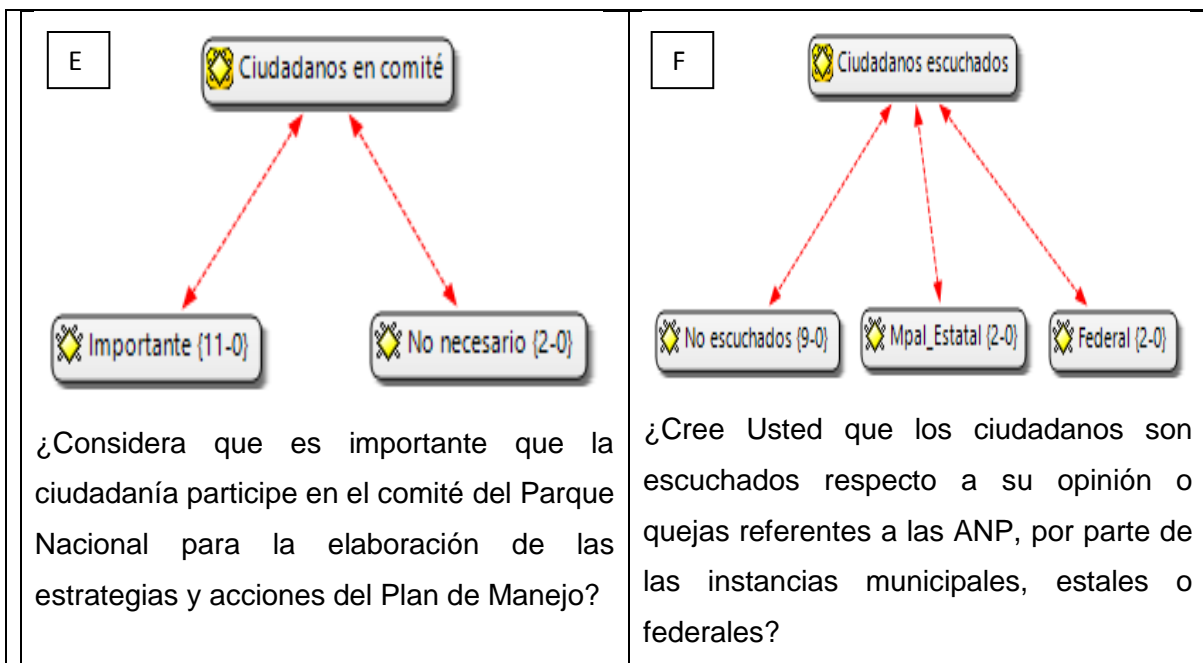 E
Ciudadanos en comité
Importante {11-0}
No necesario {2-0}
¿Considera que es importante que la
ciudadanía participe en el comité del Parque
Nacional para la elaboración de las
estrategias y acciones del Plan de Manejo?
F
Ciudadanos escuchados
No escuchados {9-0}
Mpal_Estatal {2-0}
Federal {2-0}
¿Cree Usted que los ciudadanos son
escuchados respecto a su opinión o
quejas referentes a las ANP, por parte de
las instancias municipales, estales o
federales?